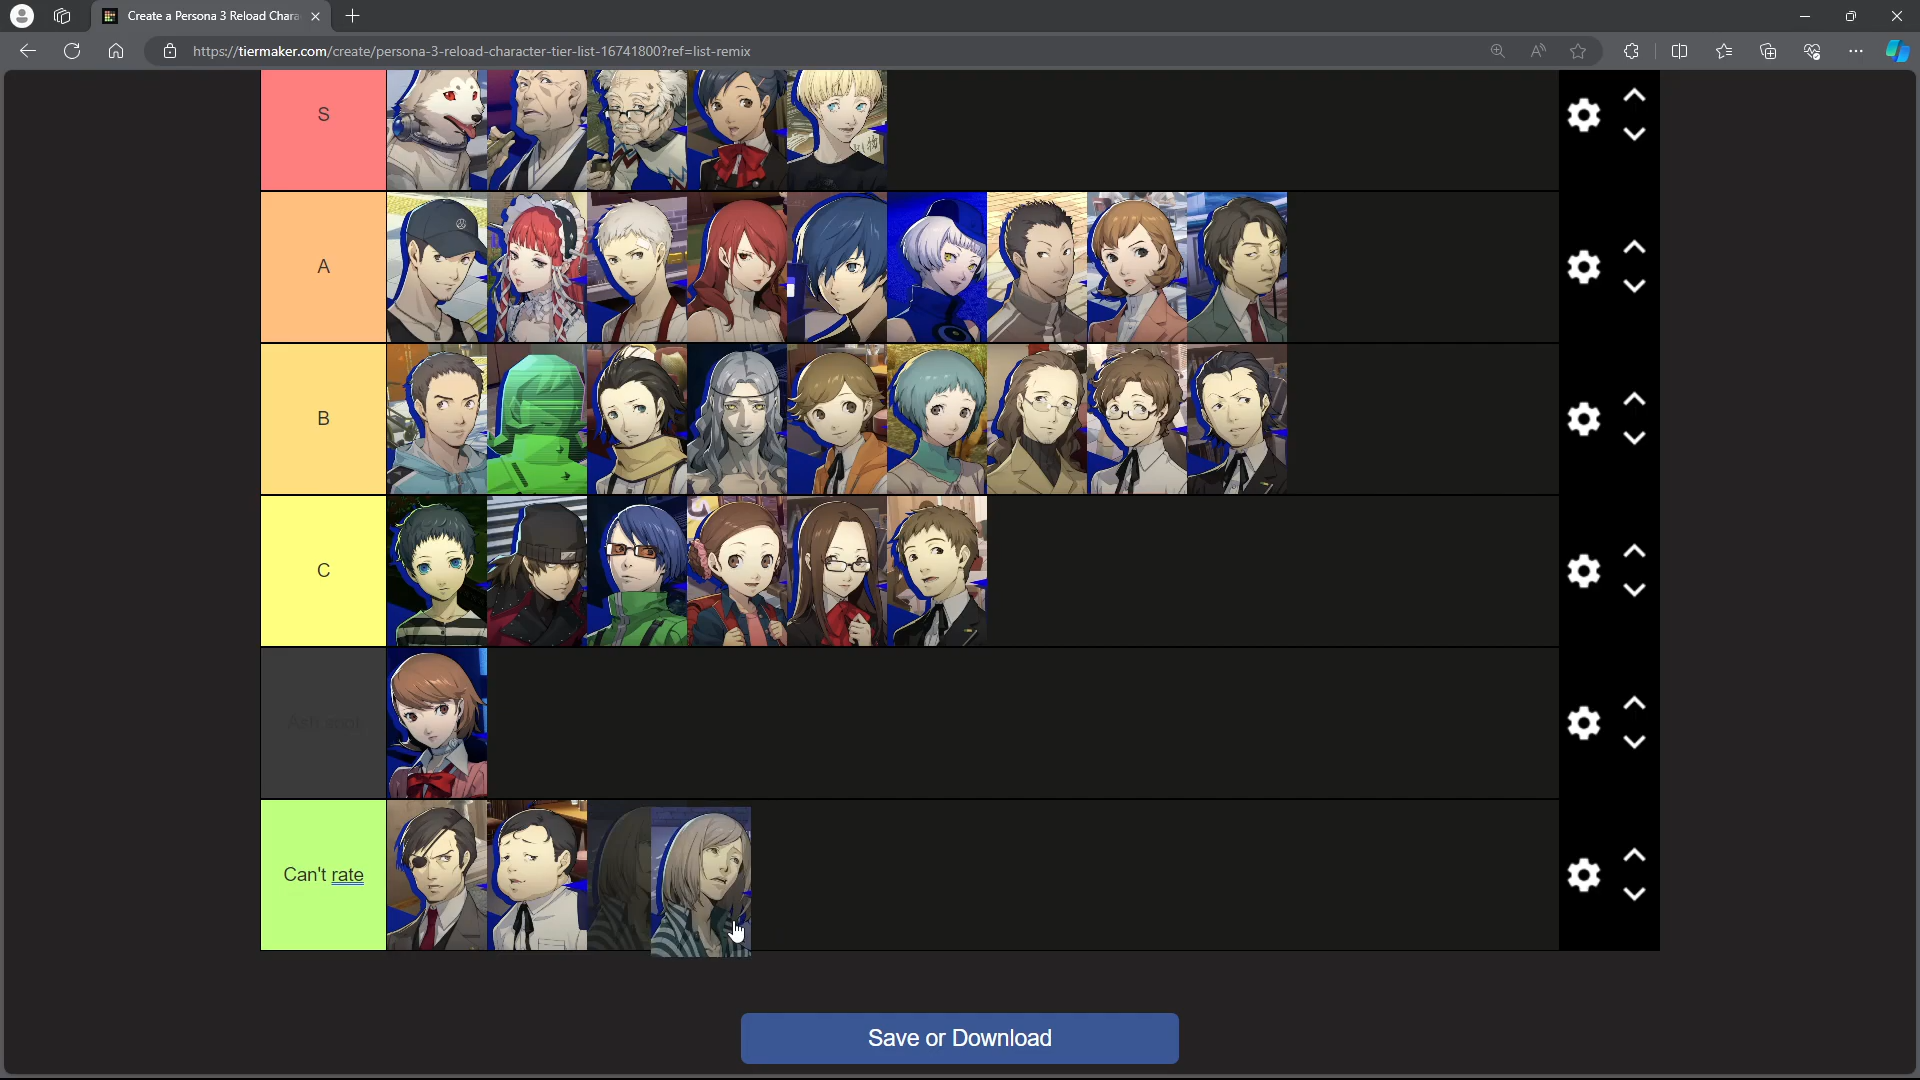 Create a Persona 3 Reload Chara
https://tiermaker.com/create/persona-3-reload-character-tier-list-16741800?ref=list-remix
S
A
B
C
Can't rate
Save or Download